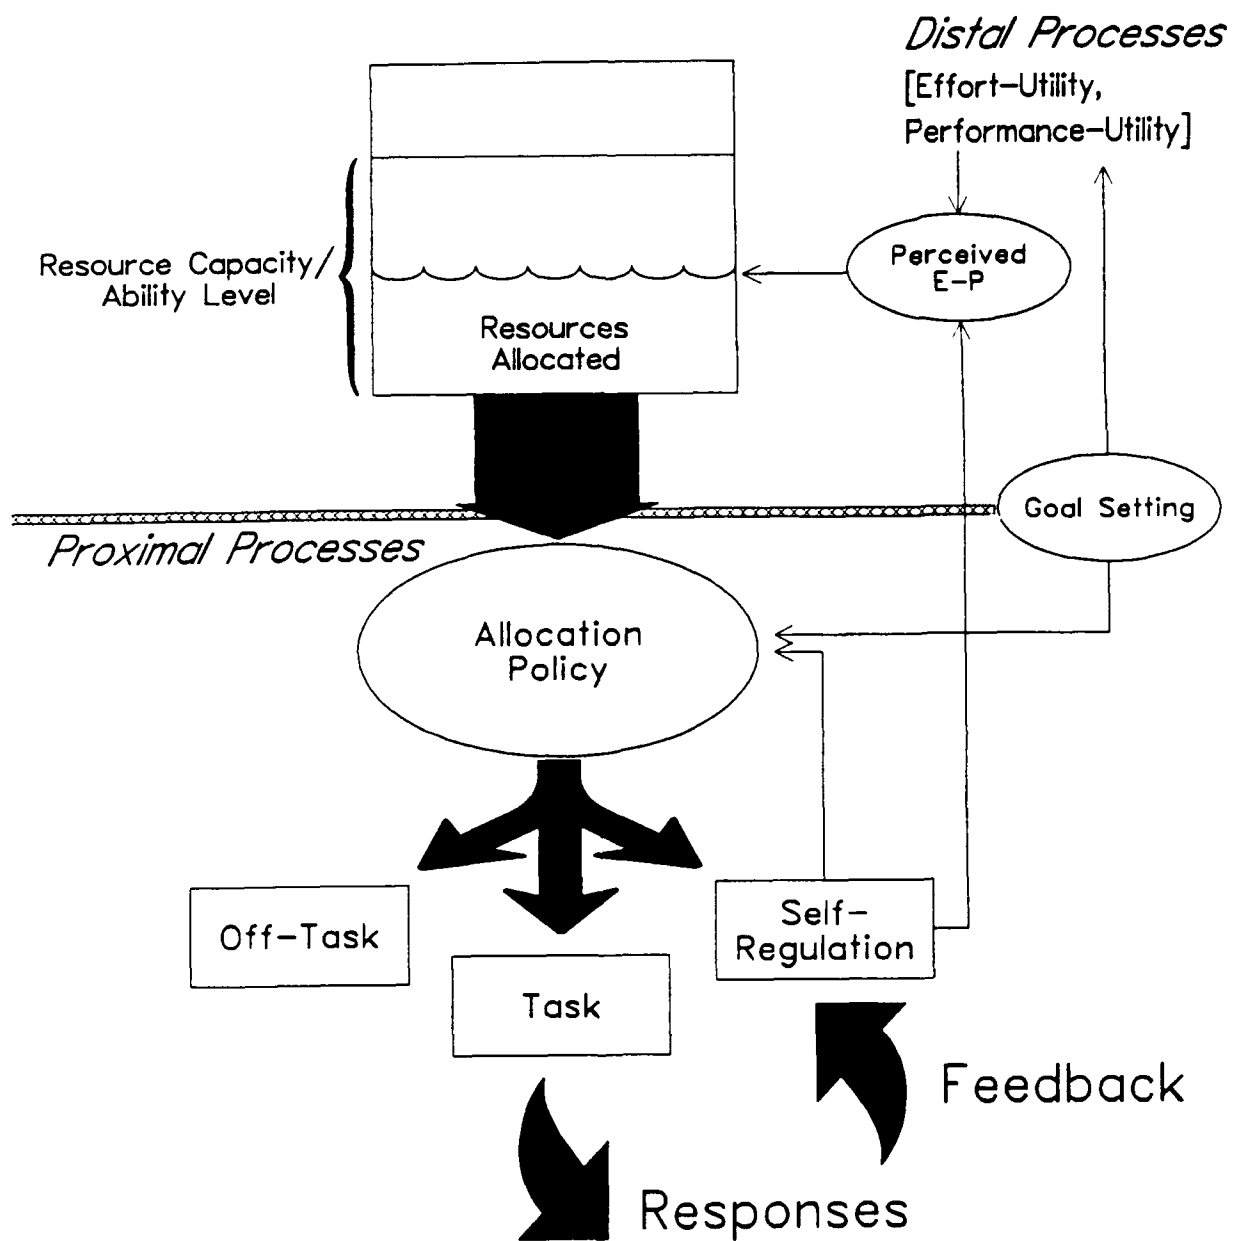 Distal Processes
[Effort-Utility,
Performance-Utility]
Resource Capacity/
Ability Level
Perceived
E-P
Resources
Allocated
Goal Setting
Proximal Processes
Allocation
Policy
Off-Task
Task
Self-
Regulation
Feedback
Responses